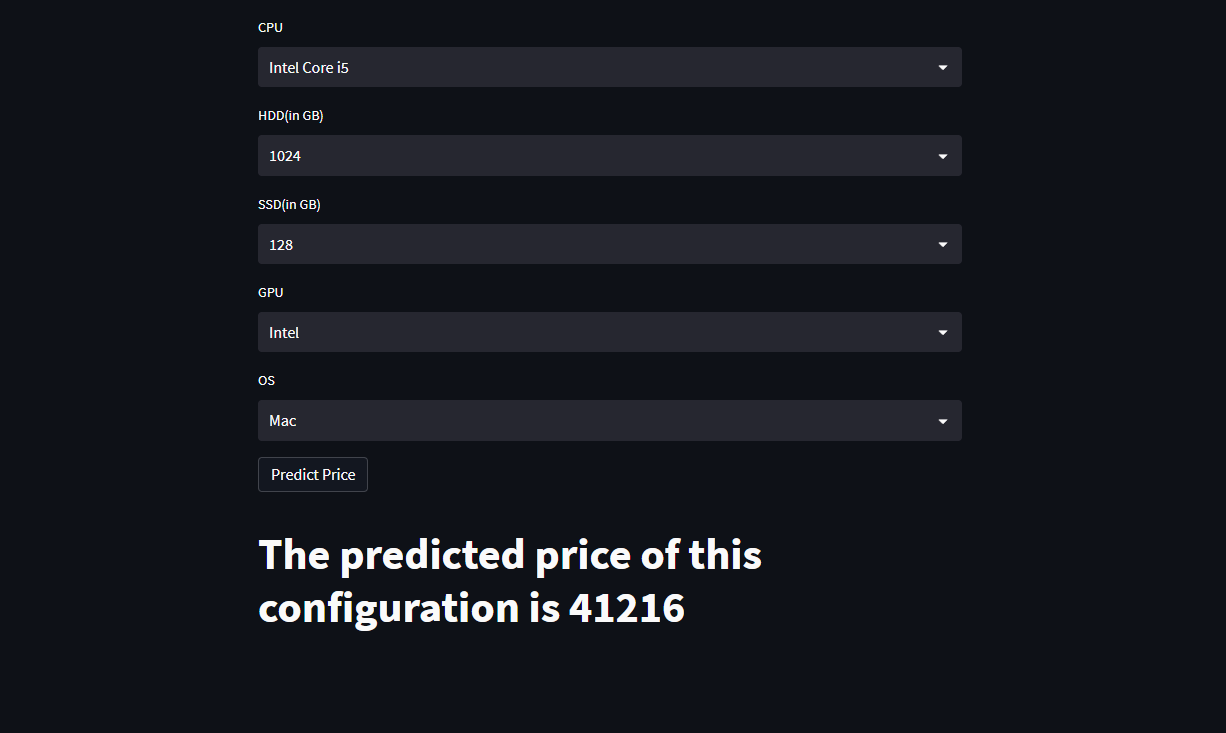 CPU
Intel Core i5
HDD(in GB)
1024
SSD(in GB)
128
GPU
Intel
OS
Mac
Predict Price
The predicted price of this
configuration is 41216